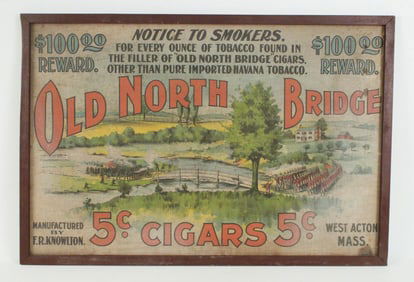 NOTICE TO SMOKERS.
$100.00 REWARD.
FOR EVERY OUNCE OF TOBACCO FOUND IN
THE FILLER OF OLD NORTH BRIDGE CIGARS,
OTHER THAN PURE IMPORTED HAVANA TOBACCO.
$100.00 REWARD.
OLD NORTH BRIDGE
MANUFACTURED
BY
F.R. KNOWLTON.
5¢ CIGARS 5¢
WEST ACTON
MASS.